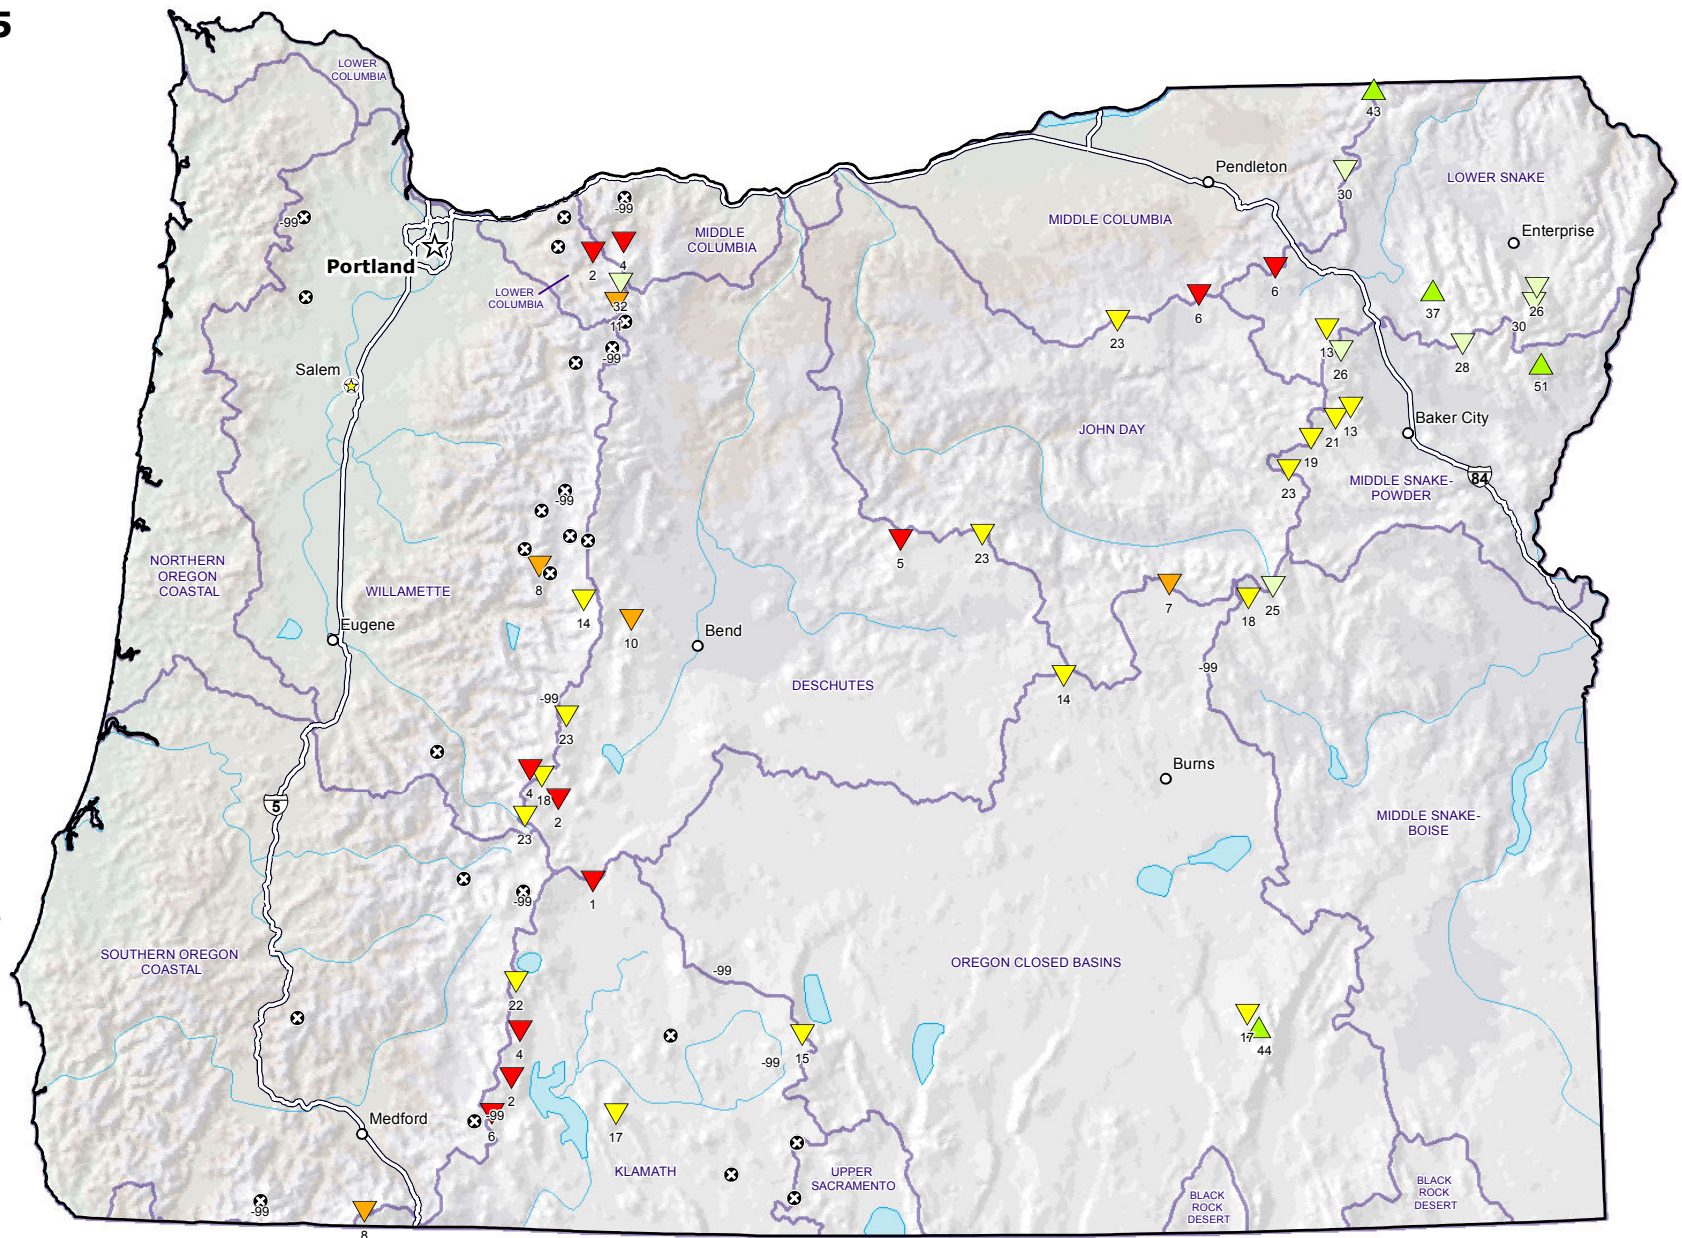 5
LOWER
COLUMBIA
43
Pendleton
30
LOWER SNAKE
-99
-99
MIDDLE COLUMBIA
Enterprise
MIDDLE
COLUMBIA
Portland
2
4
6
LOWER
COLUMBIA
32
6
37
26
11
23
30
13
-99
28
Salem
26
51
Baker City
JOHN DAY
13
21
19
84
MIDDLE SNAKE-
POWDER
23
-99
5
23
NORTHERN
OREGON
COASTAL
WILLAMETTE
8
7
14
18
25
Eugene
10
Bend
-99
DESCHUTES
-99
14
23
Burns
4
18
5
2
MIDDLE SNAKE-
BOISE
23
-99
1
SOUTHERN OREGON
COASTAL
OREGON CLOSED BASINS
-99
22
17
44
4
15
-99
2
-99
Medford
6
17
KLAMATH
UPPER
SACRAMENTO
BLACK
ROCK
DESERT
BLACK
ROCK
DESERT
-99
8